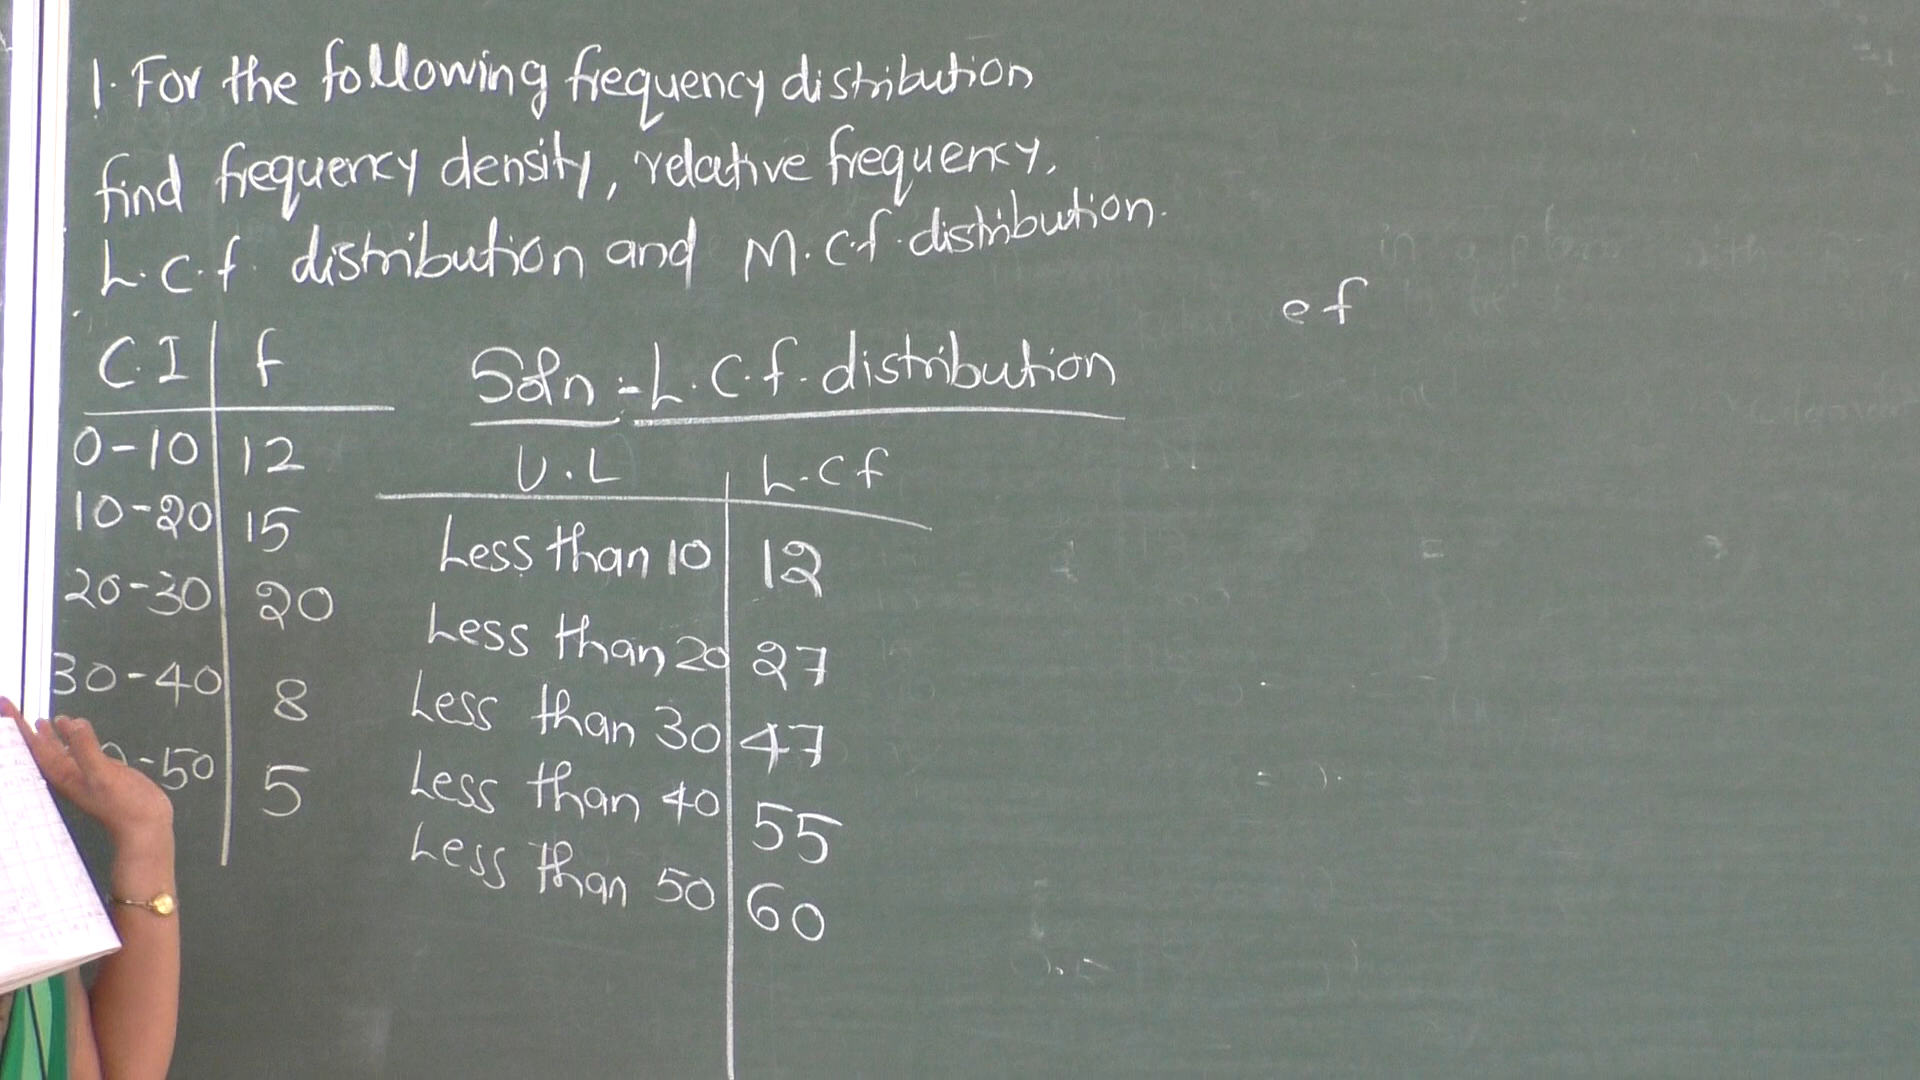 1. For the following frequency distribution
find frequency density, relative frequency,
L.c.f. distribution and M.c.f. distribution.
ef
C.I f
0-10 12
10-20 15
20-30 20
30-40 8
-50 5
Soln :- L.C.f. distribution
U.L L.cf
Less than 10 12
Less than 20 27
Less than 30 47
Less than 40 55
Less than 50 60